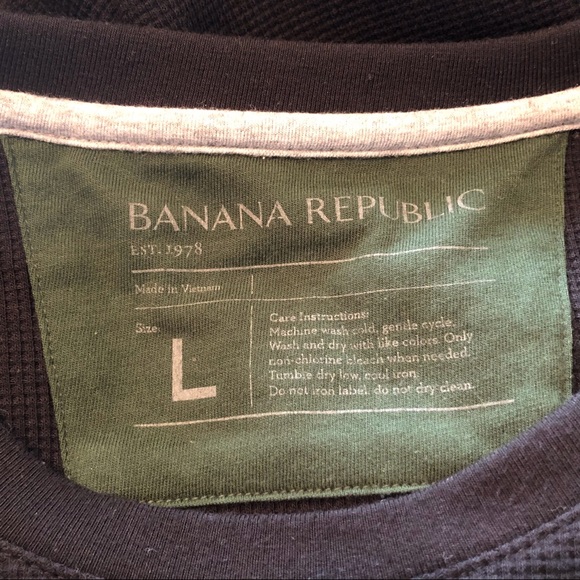 BANANA REPUBLIC
EST. 1978
Made in Vietnam
Size:
L
Care Instructions:
Machine wash cold, gentle cycle.
Wash and dry with like colors. Only
non-chlorine bleach when needed.
Tumble dry low, cool iron.
Do not iron label, do not dry clean.